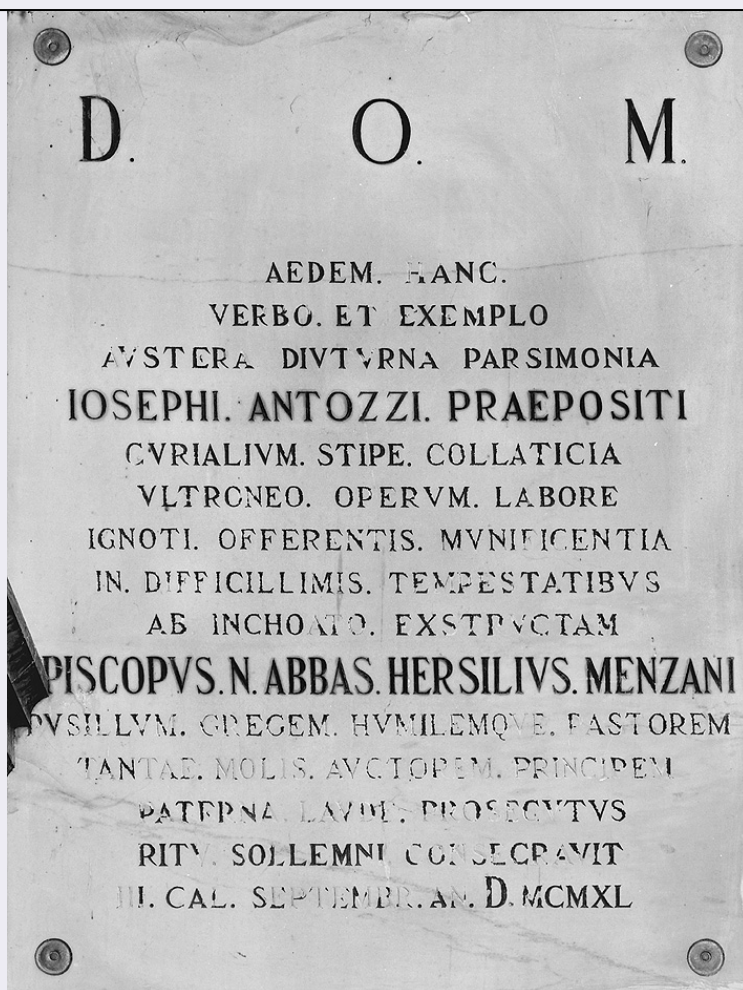 D. O. M.
AEDEM. HANC.
VERBO. ET EXEMPLO
AVSTERA DIVTVRNA PARSIMONIA
IOSEPHI. ANTOZZI. PRAEPOSITI
CVRIALIVM. STIPE. COLLATICIA
VLTRONEO. OPERVM. LABORE
IGNOTI. OFFERENTIS. MVNIFICENTIA
IN. DIFFICILLIMIS. TEMPESTATIBVS
AB INCHOATO. EXSTRVCTAM
PISCOPVS. N. ABBAS. HERSILIVS. MENZANI
PVSILLVM. GREGEM. HVMILEMQVE. PASTOREM
TANTAE. MOLIS. AVCTOREM. PRINCIPEM
PATERNA LAVDE. PROSECVTVS
RITV SOLLEMNI CONSECRAVIT
CAL. SEPTEMBR. AN. D. MCMXL